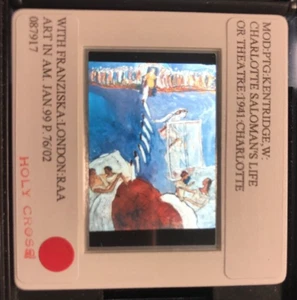 MOD:PTG:KENTRIDGE,W:
CHARLOTTE SALOMAN'S LIFE
OR THEATRE:1941:CHARLOTTE
WITH FRANZISKA:LONDON:RAA
ART IN AM. JAN.99 P.76/02
087917
HOLY CROSS